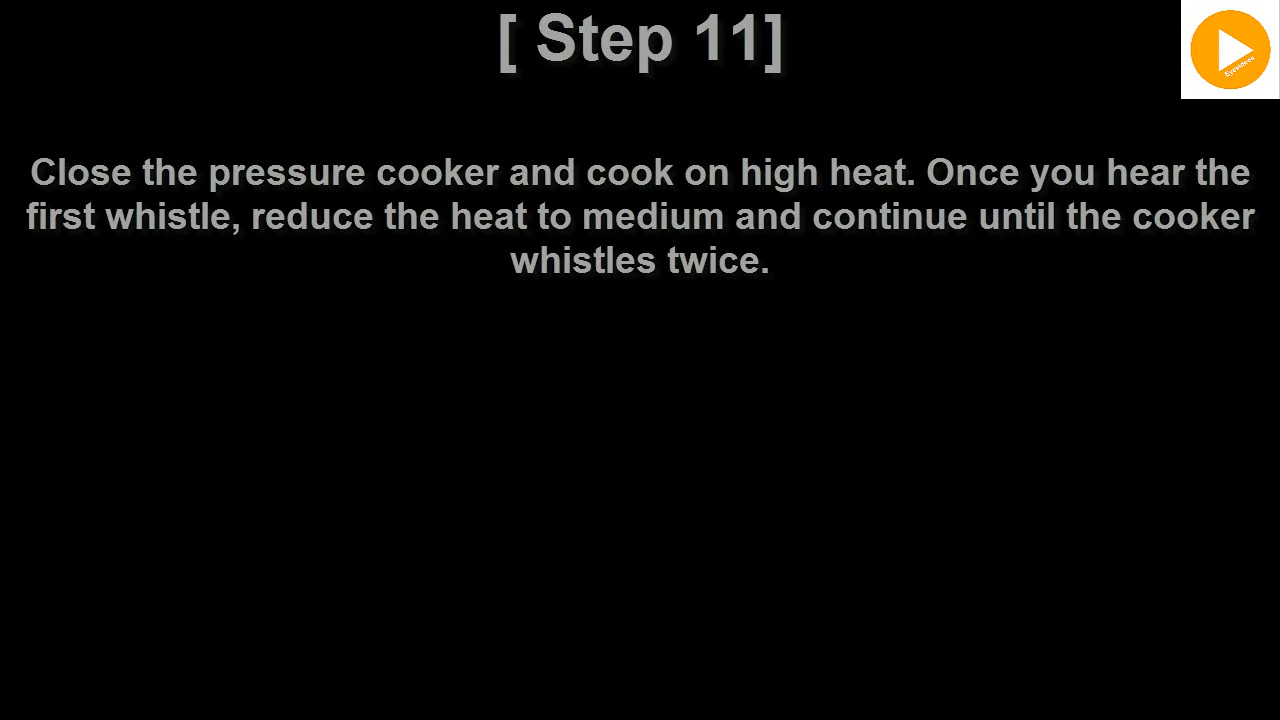 [ Step 11]
Eyevideos
Close the pressure cooker and cook on high heat. Once you hear the
first whistle, reduce the heat to medium and continue until the cooker
whistles twice.